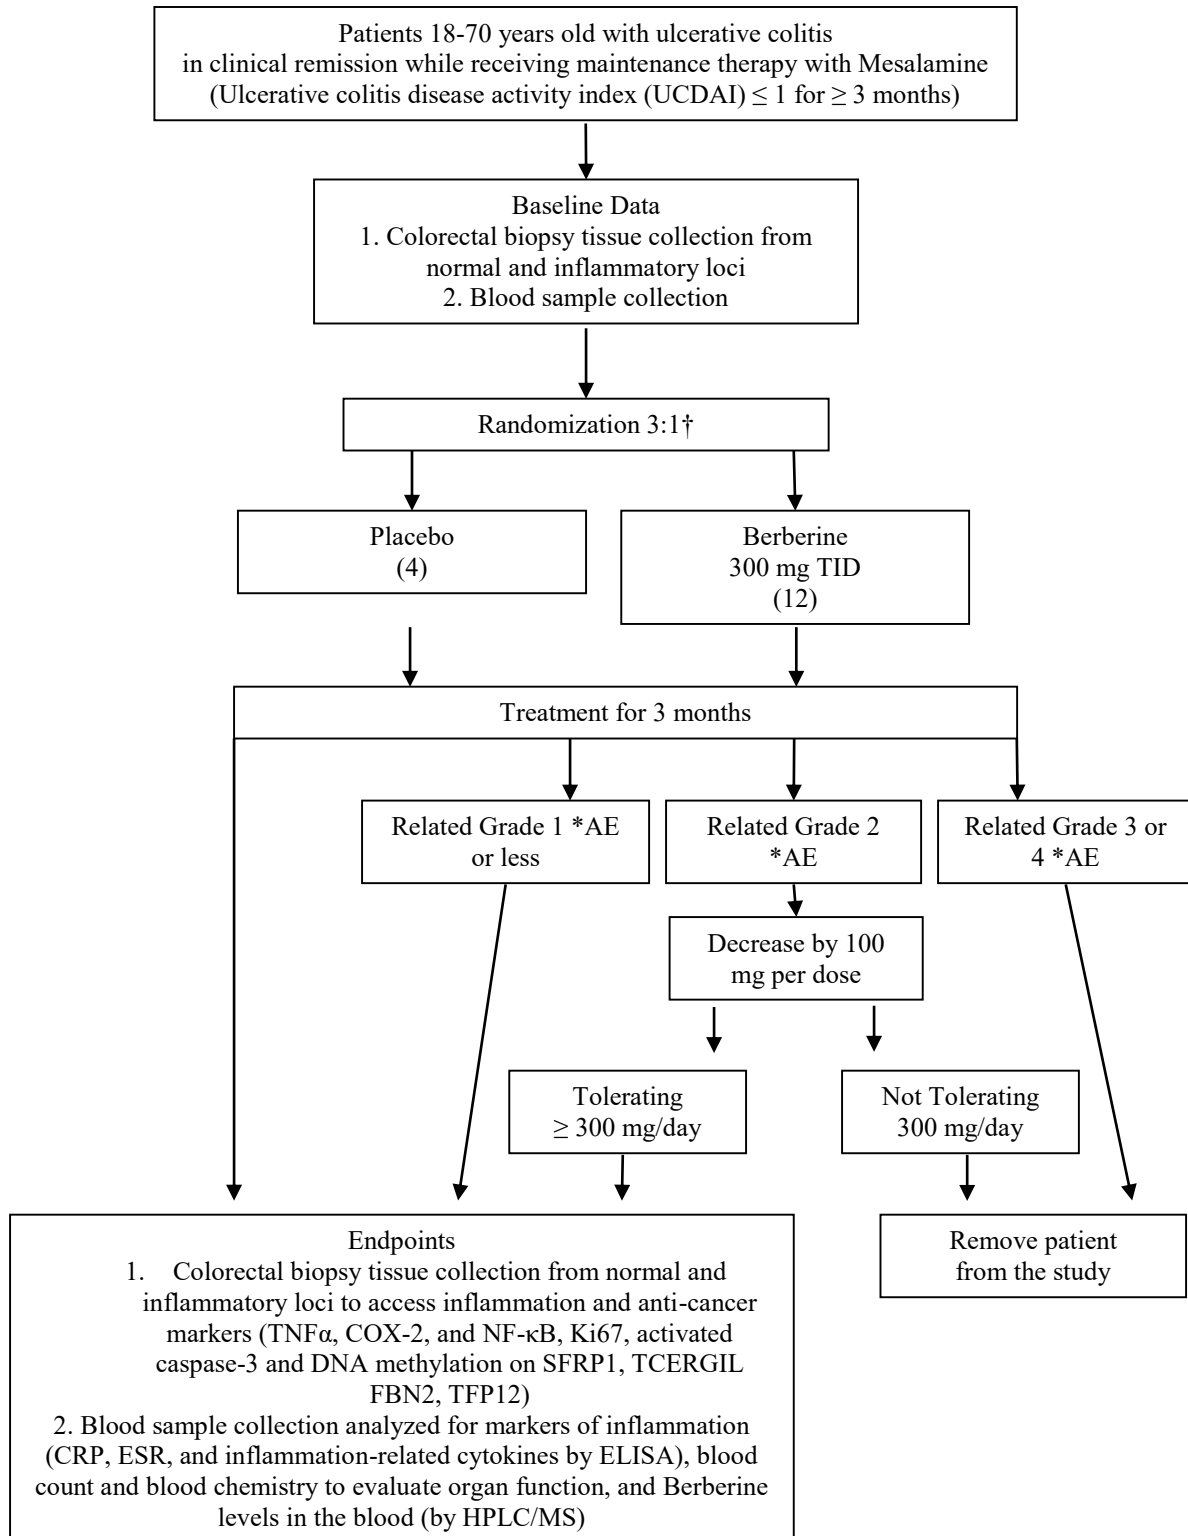 Patients 18-70 years old with ulcerative colitis
in clinical remission while receiving maintenance therapy with Mesalamine
(Ulcerative colitis disease activity index (UCDAI) ≤ 1 for ≥ 3 months)
Baseline Data
1. Colorectal biopsy tissue collection from
normal and inflammatory loci
2. Blood sample collection
Randomization 3:1†
Placebo
(4)
Berberine
300 mg TID
(12)
Treatment for 3 months
Related Grade 1 *AE
or less
Related Grade 2
*AE
Related Grade 3 or
4 *AE
Decrease by 100
mg per dose
Tolerating
≥ 300 mg/day
Not Tolerating
300 mg/day
Endpoints
1. Colorectal biopsy tissue collection from normal and
inflammatory loci to access inflammation and anti-cancer
markers (TNFα, COX-2, and NF-κB, Ki67, activated
caspase-3 and DNA methylation on SFRP1, TCERGIL
FBN2, TFP12)
2. Blood sample collection analyzed for markers of inflammation
(CRP, ESR, and inflammation-related cytokines by ELISA), blood
count and blood chemistry to evaluate organ function, and Berberine
levels in the blood (by HPLC/MS)
Remove patient
from the study